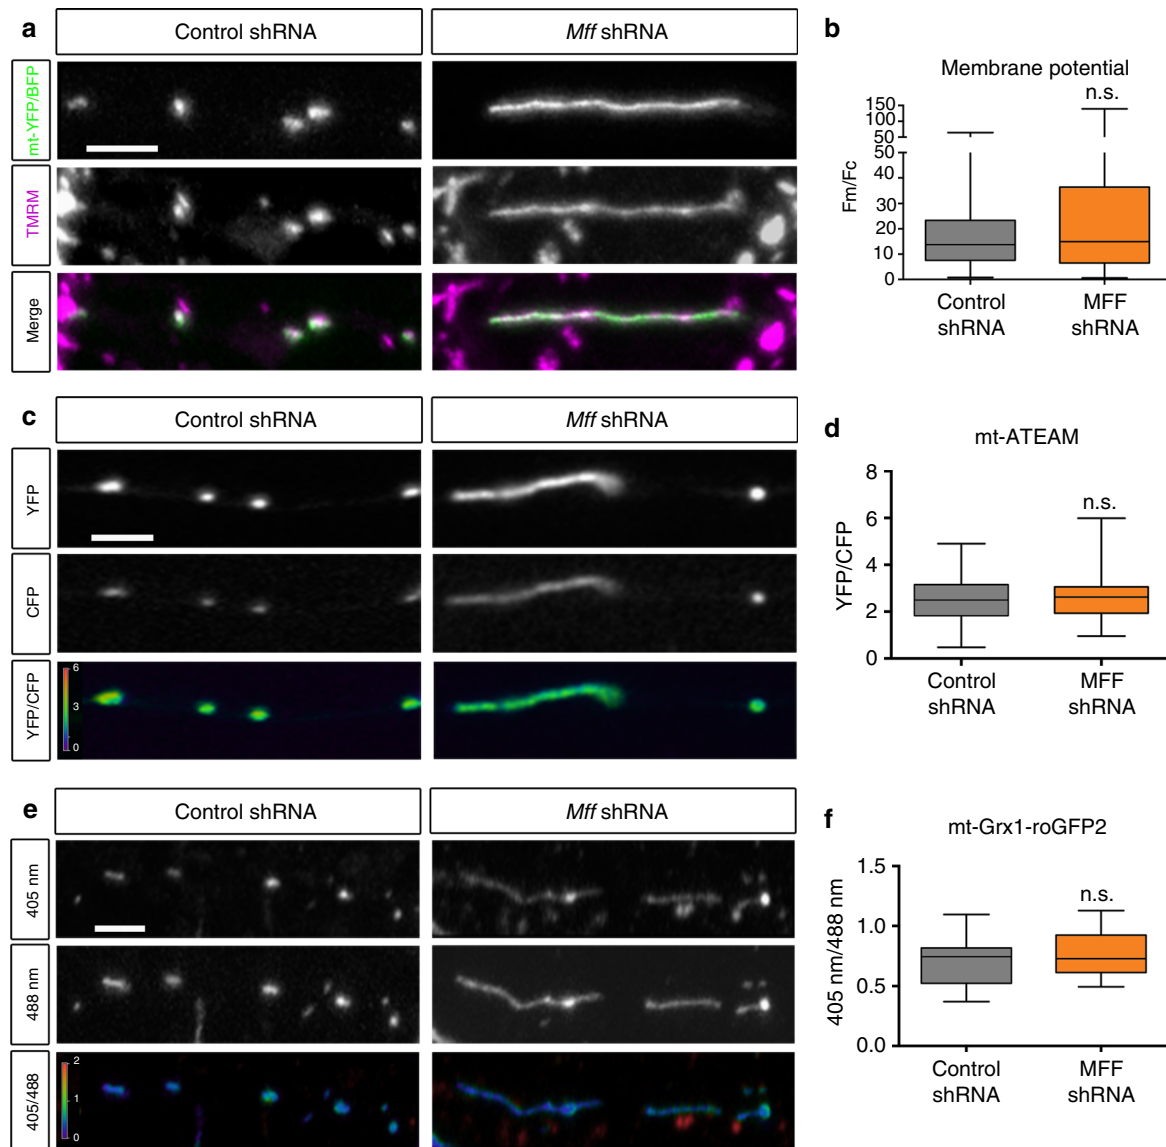 a
Control shRNA
Mff shRNA
mt-YFP/BFP
TMRM
Merge
b
Membrane potential
n.s.
150
100
50
50
40
30
20
10
0
Fm/Fc
Control
shRNA
MFF
shRNA
c
Control shRNA
Mff shRNA
YFP
CFP
YFP/CFP
6
3
0
d
mt-ATEAM
n.s.
8
6
4
2
0
YFP/CFP
Control
shRNA
MFF
shRNA
e
Control shRNA
Mff shRNA
405 nm
488 nm
405/488
2
1
0
f
mt-Grx1-roGFP2
n.s.
1.5
1.0
0.5
0.0
405 nm/488 nm
Control
shRNA
MFF
shRNA